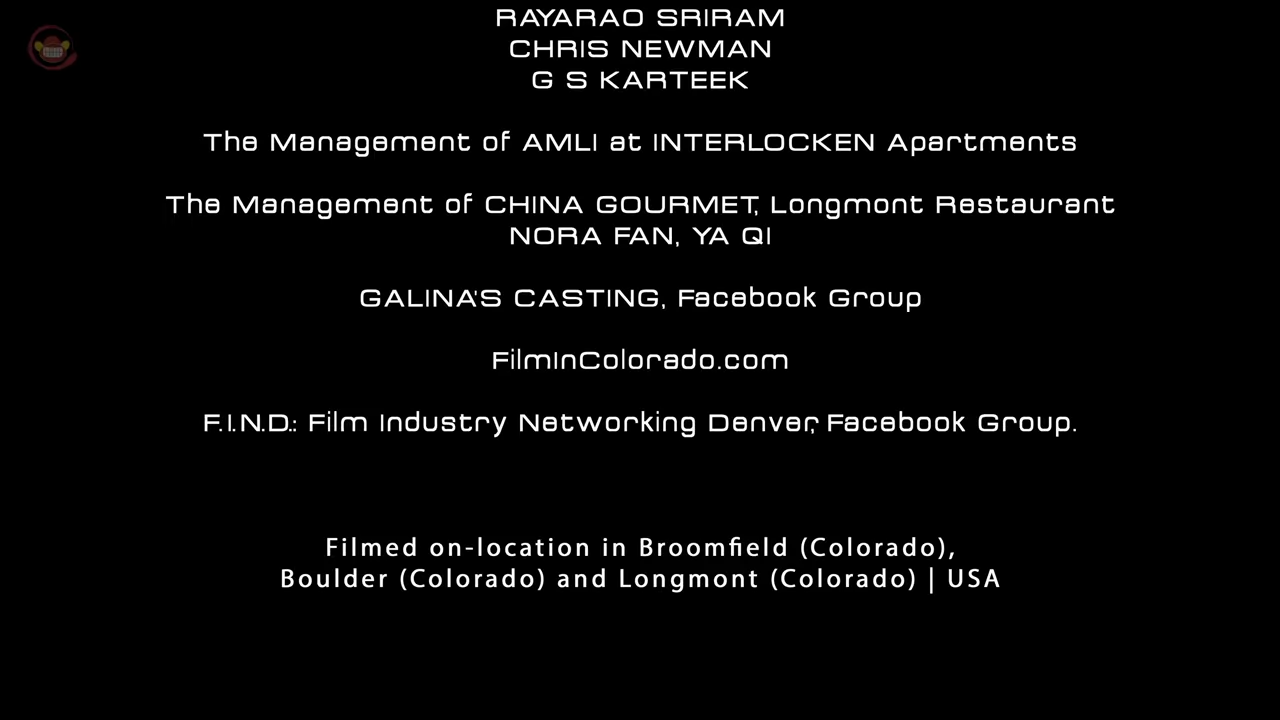 RAYARAO SRIRAM
CHRIS NEWMAN
G S KARTEEK
The Management of AMLI at INTERLOCKEN Apartments
The Management of CHINA GOURMET, Longmont Restaurant
NORA FAN, YA QI
GALINA'S CASTING, Facebook Group
FilmInColorado.com
F.I.N.D.: Film Industry Networking Denver, Facebook Group.
Filmed on-location in Broomfield (Colorado),
Boulder (Colorado) and Longmont (Colorado) | USA